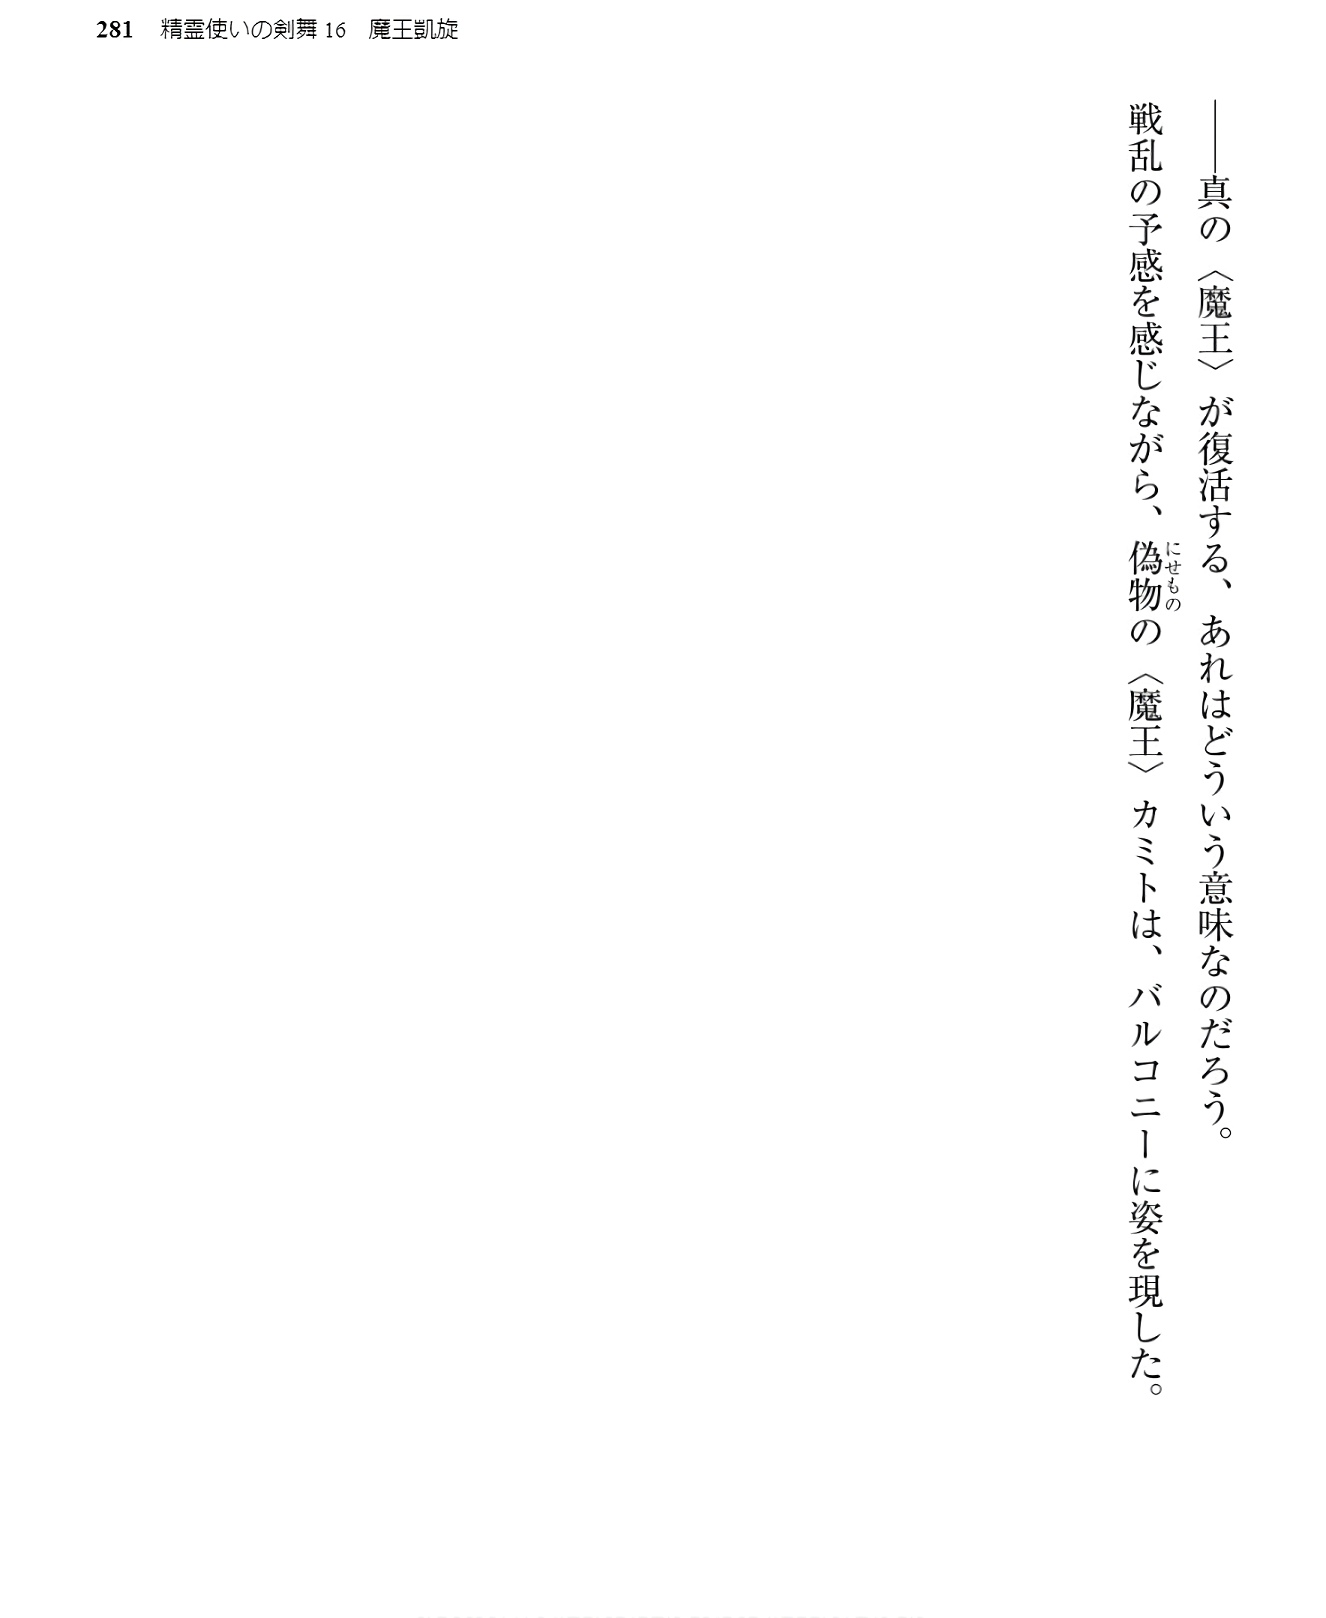 281 精霊使いの剣舞 16 魔王凱旋
――真の〈魔王〉が復活する、あれはどういう意味なのだろう。
戦乱の予感を感じながら、偽物の〈魔王〉カミトは、バルコニーに姿を現した。
にせもの